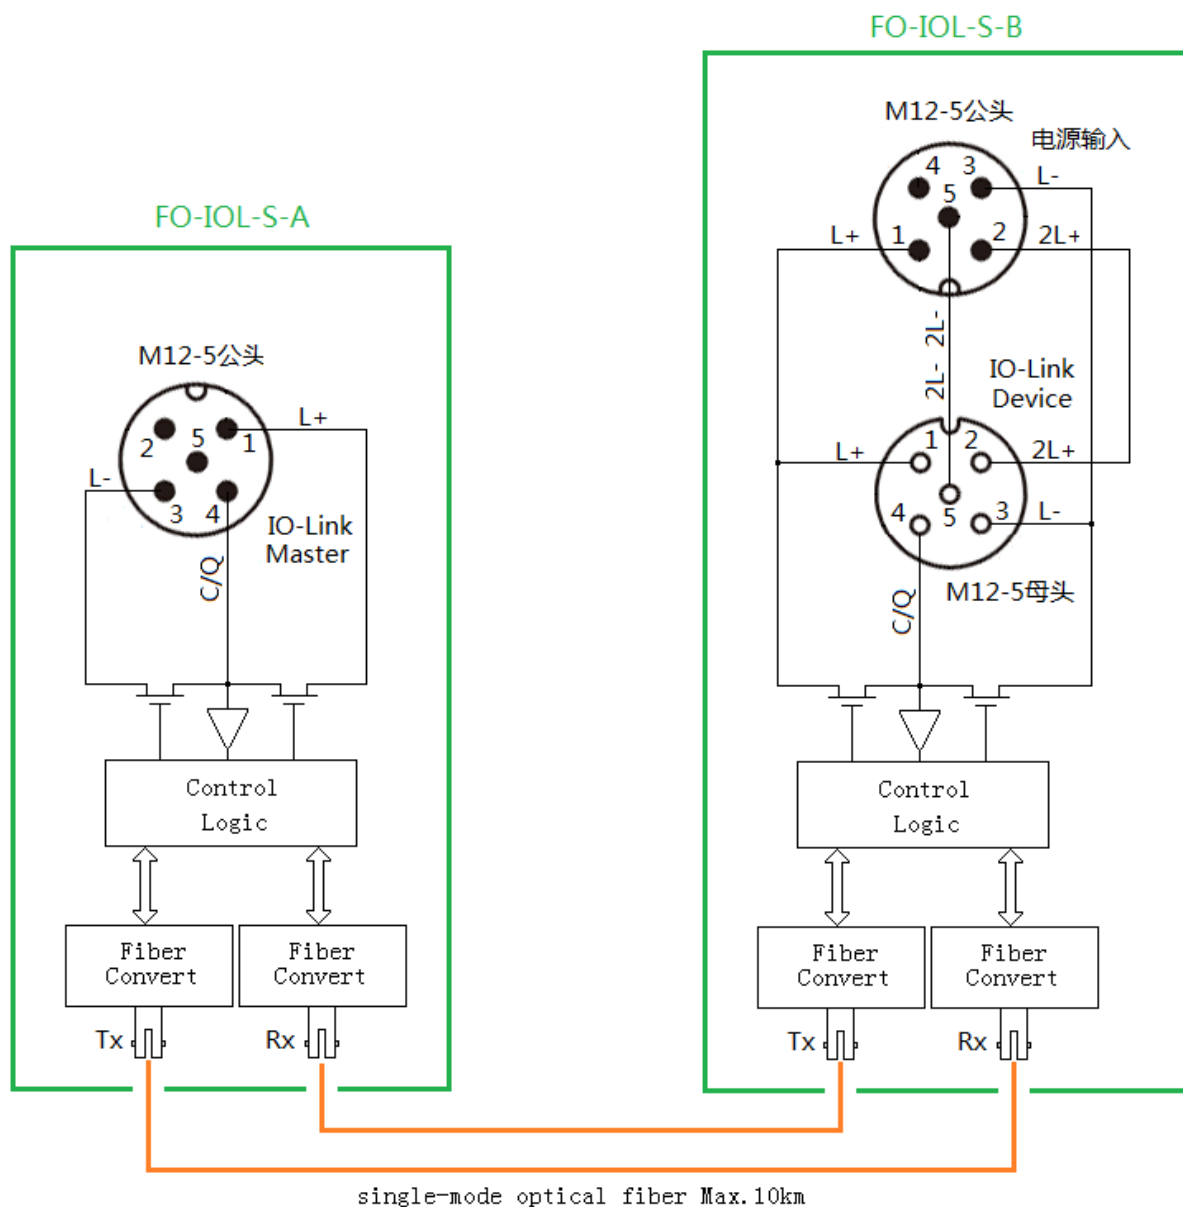 FO-IOL-S-B
M12-5公头
电源输入
4 3 L-
5
L+ 1 2 2L+
2L-
2L-
IO-Link
Device
1 2
L+ 2L+
4 5 3 L-
M12-5母头
C/Q
Control
Logic
Fiber
Convert
Fiber
Convert
Tx Rx
FO-IOL-S-A
M12-5公头
L+
2 5 1
L-
3 4
IO-Link
Master
C/Q
Control
Logic
Fiber
Convert
Fiber
Convert
Tx Rx
single-mode optical fiber Max.10km